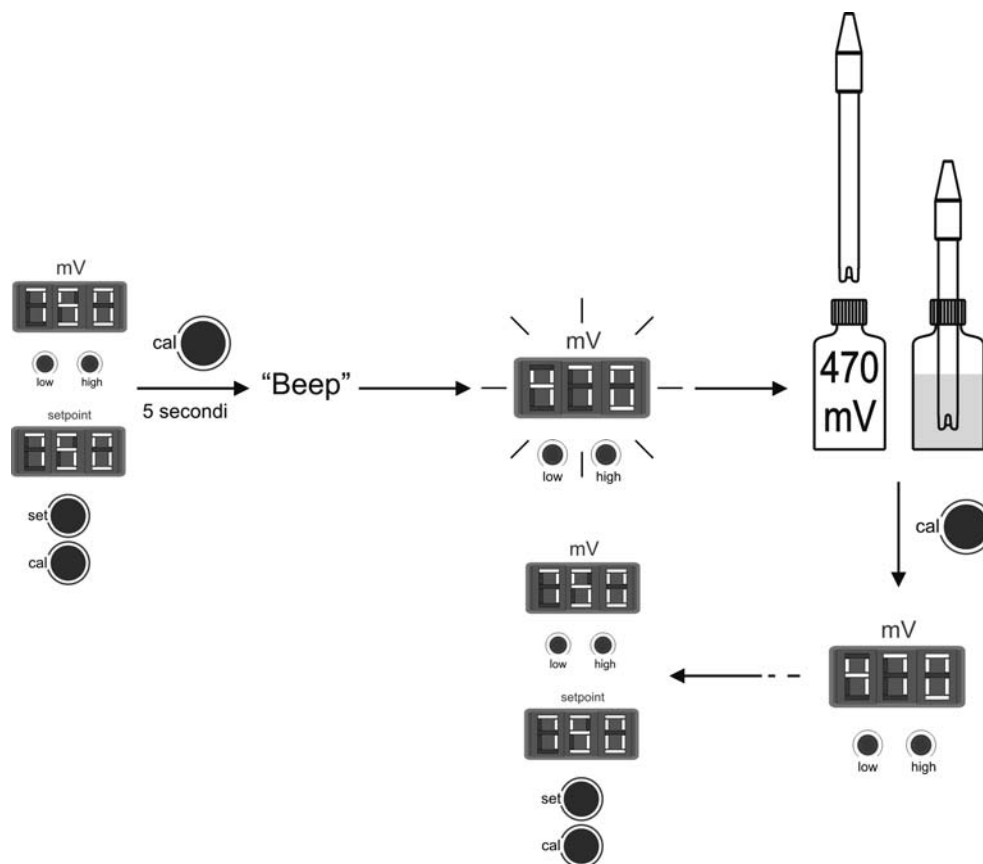 mV
low high
setpoint
set
cal
cal
5 secondi
“Beep”
mV
low high
470
mV
cal
mV
low high
mV
low high
setpoint
set
cal